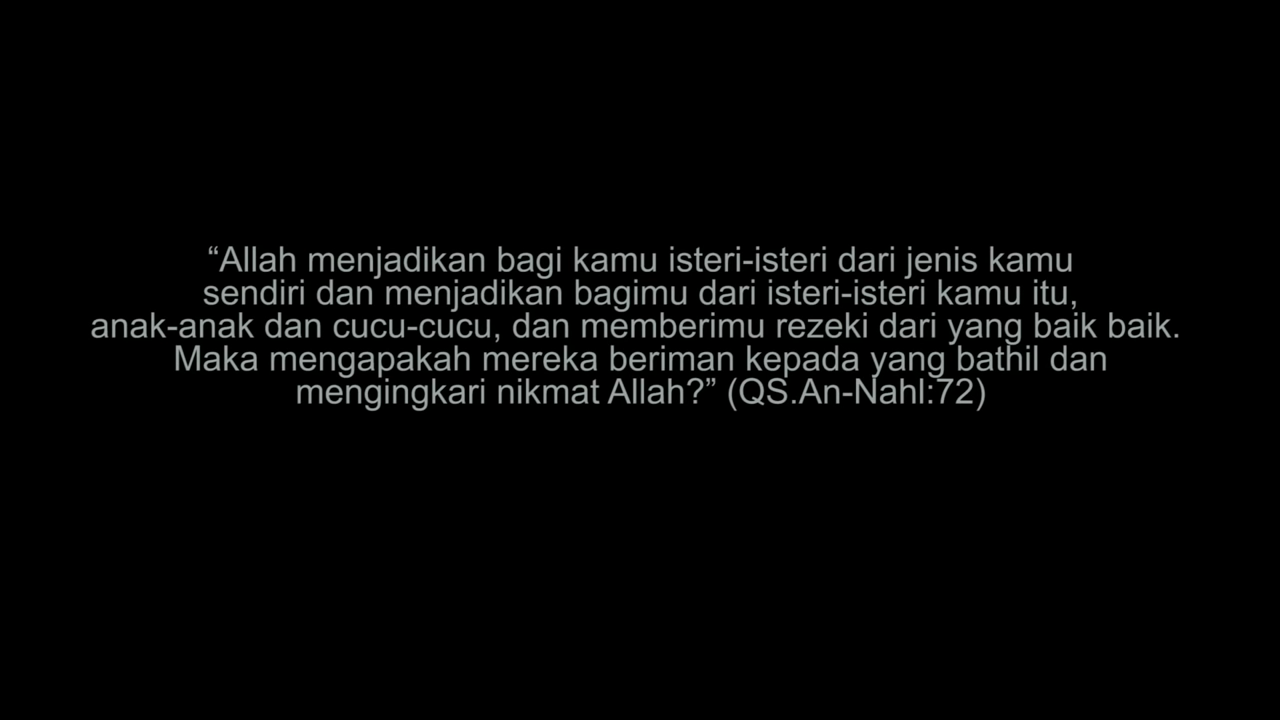 “Allah menjadikan bagi kamu isteri-isteri dari jenis kamu
sendiri dan menjadikan bagimu dari isteri-isteri kamu itu,
anak-anak dan cucu-cucu, dan memberimu rezeki dari yang baik baik.
Maka mengapakah mereka beriman kepada yang bathil dan
mengingkari nikmat Allah?” (QS.An-Nahl:72)